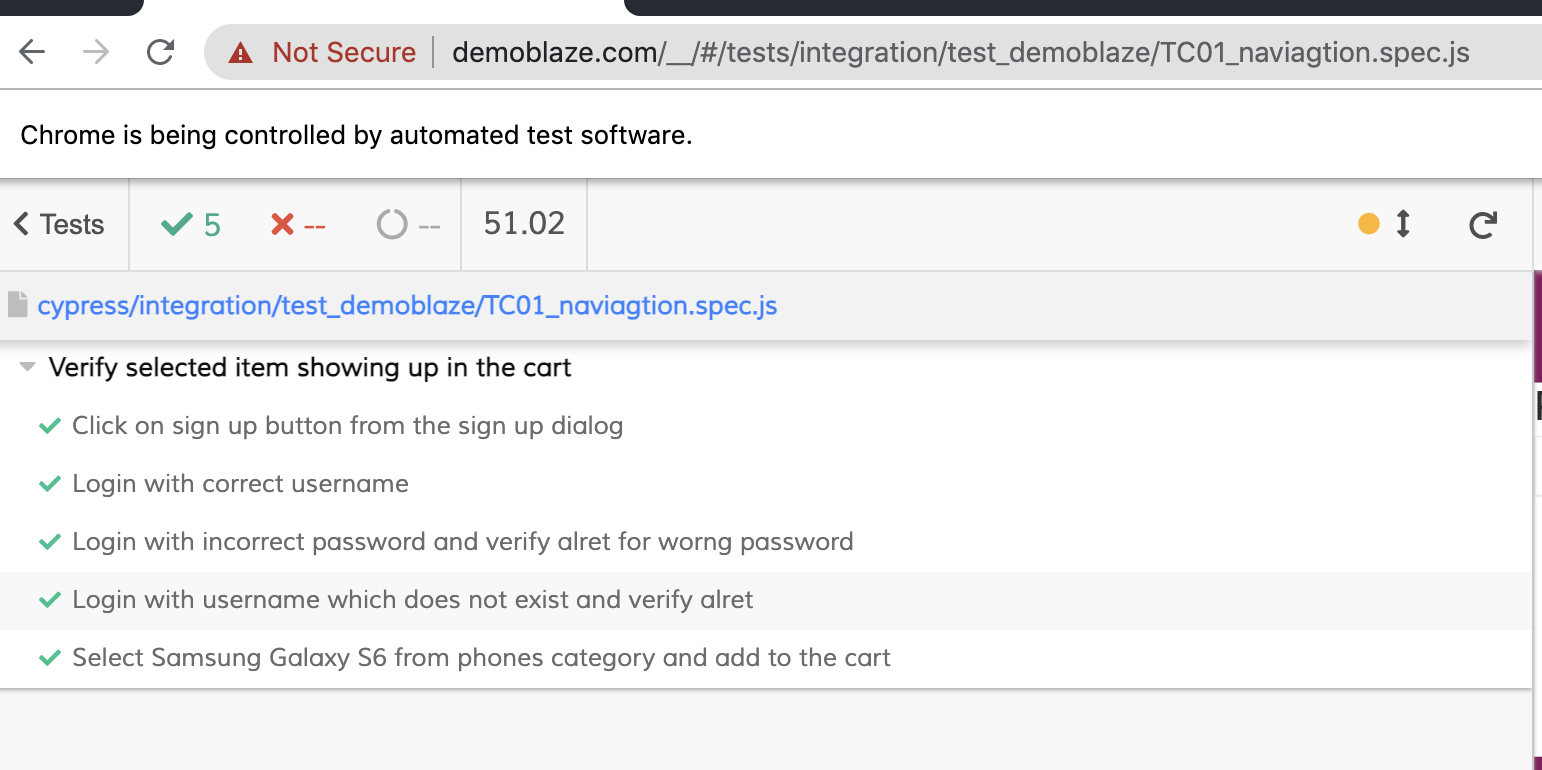 Not Secure demoblaze.com/__/#/tests/integration/test_demoblaze/TC01_naviagtion.spec.js
Chrome is being controlled by automated test software.
Tests 5 -- -- 51.02
cypress/integration/test_demoblaze/TC01_naviagtion.spec.js
Verify selected item showing up in the cart
Click on sign up button from the sign up dialog
Login with correct username
Login with incorrect password and verify alret for worng password
Login with username which does not exist and verify alret
Select Samsung Galaxy S6 from phones category and add to the cart